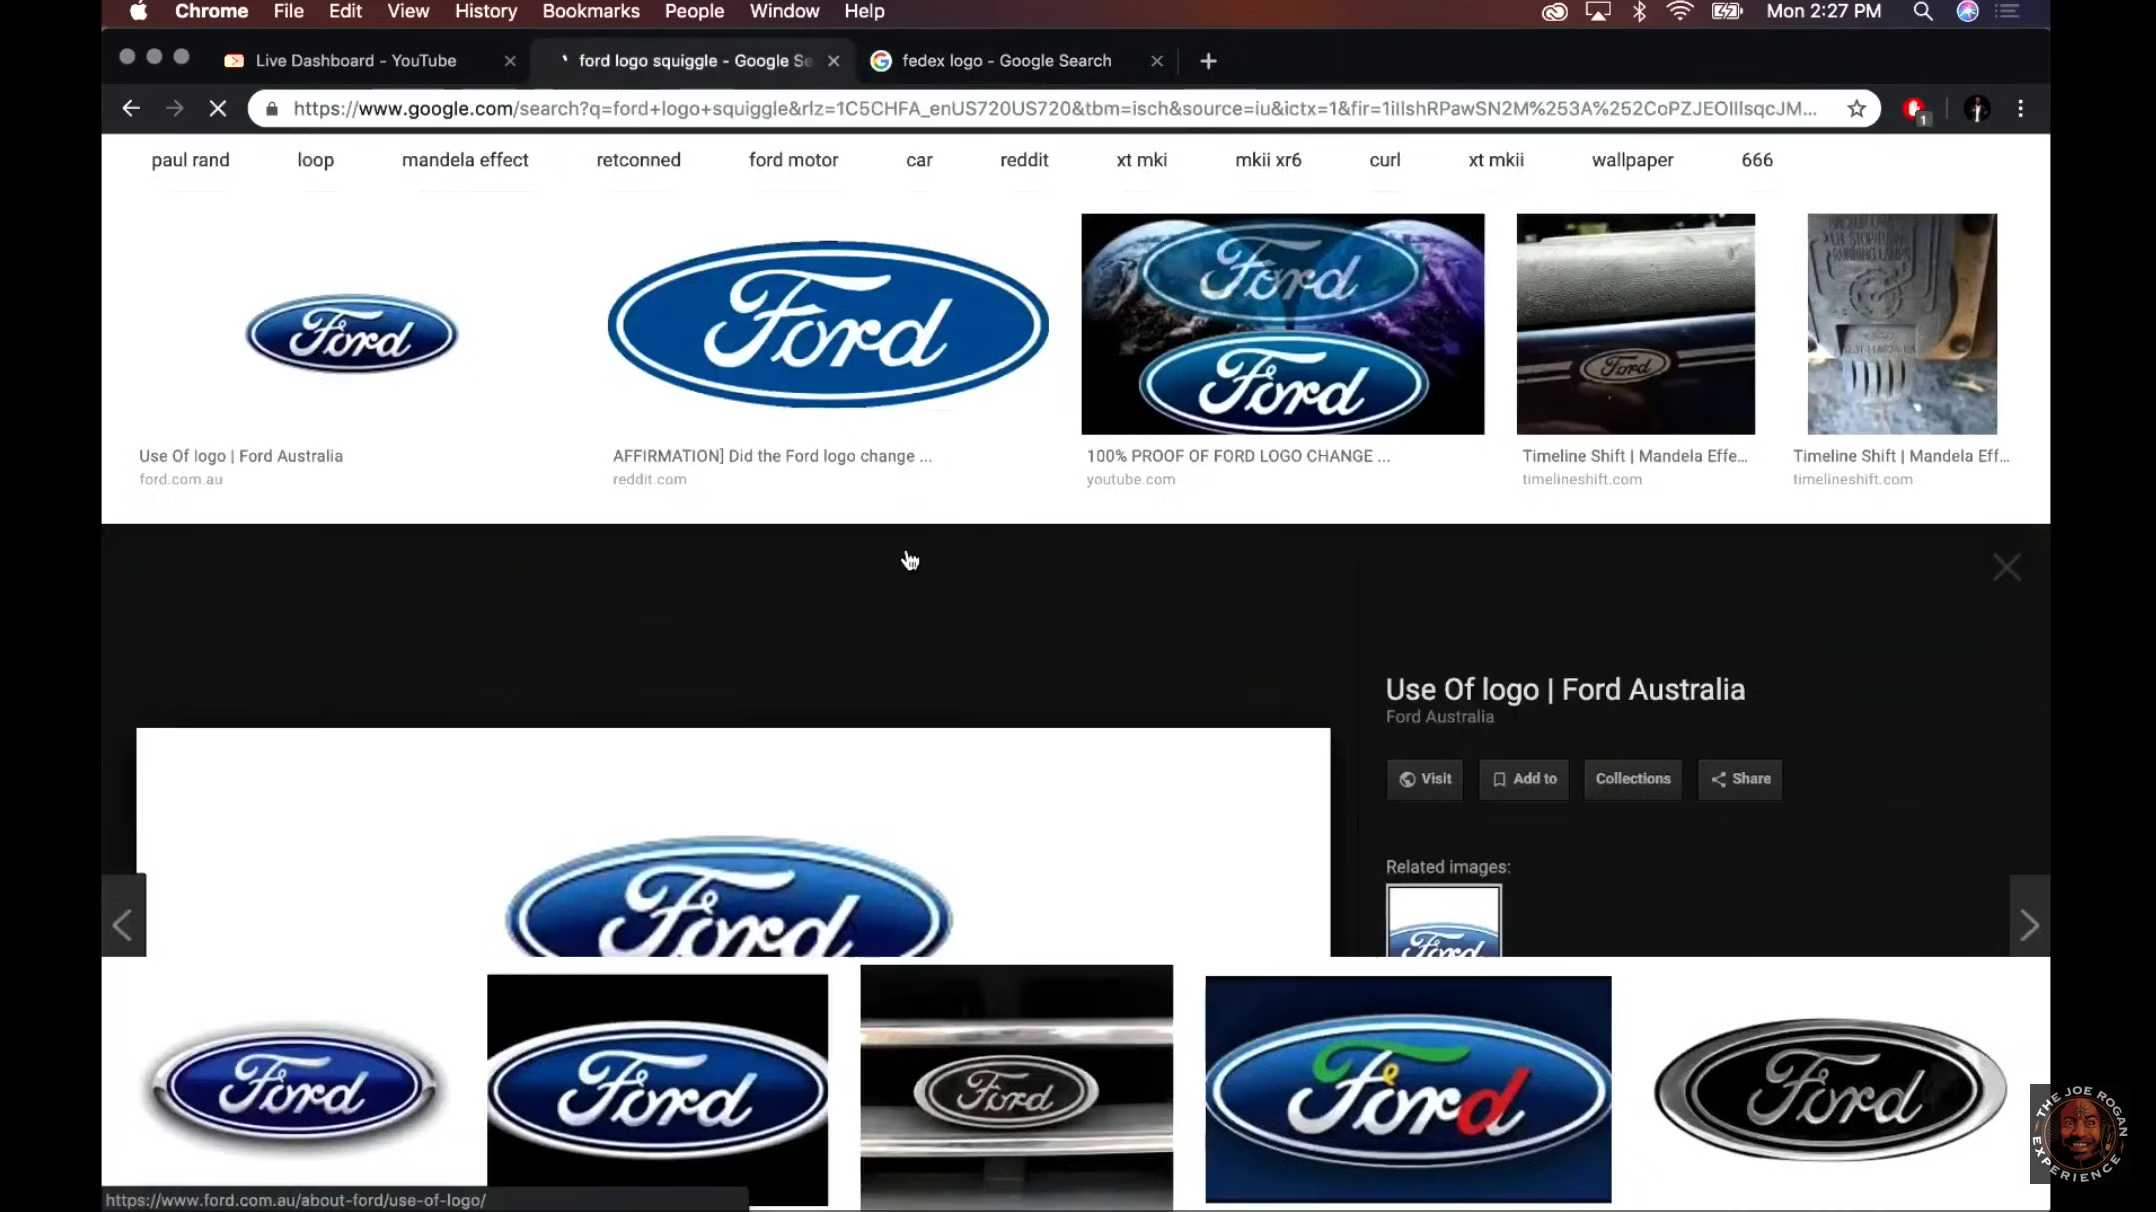 Chrome File Edit View History Bookmarks People Window Help Mon 2:27 PM
Live Dashboard - YouTube ford logo squiggle - Google Se fedex logo - Google Search
https://www.google.com/search?q=ford+logo+squiggle&rlz=1C5CHFA_enUS720US720&tbm=isch&source=iu&ictx=1&fir=1illshRPawSN2M%253A%252CoPZJEOIllsqcJM...
1
paul rand loop mandela effect retconned ford motor car reddit xt mki mkii xr6 curl xt mkii wallpaper 666
Ford
Ford
Ford
Ford
Ford
Use Of logo | Ford Australia
ford.com.au
AFFIRMATION] Did the Ford logo change ...
reddit.com
100% PROOF OF FORD LOGO CHANGE ...
youtube.com
Timeline Shift | Mandela Effe...
timelineshift.com
Timeline Shift | Mandela Eff...
timelineshift.com
Use Of logo | Ford Australia
Ford Australia
Visit Add to Collections Share
Related images:
Ford
Ford
Ford
Ford
Ford
Ford
Ford
THE JOE ROGAN
EXPERIENCE
https://www.ford.com.au/about-ford/use-of-logo/